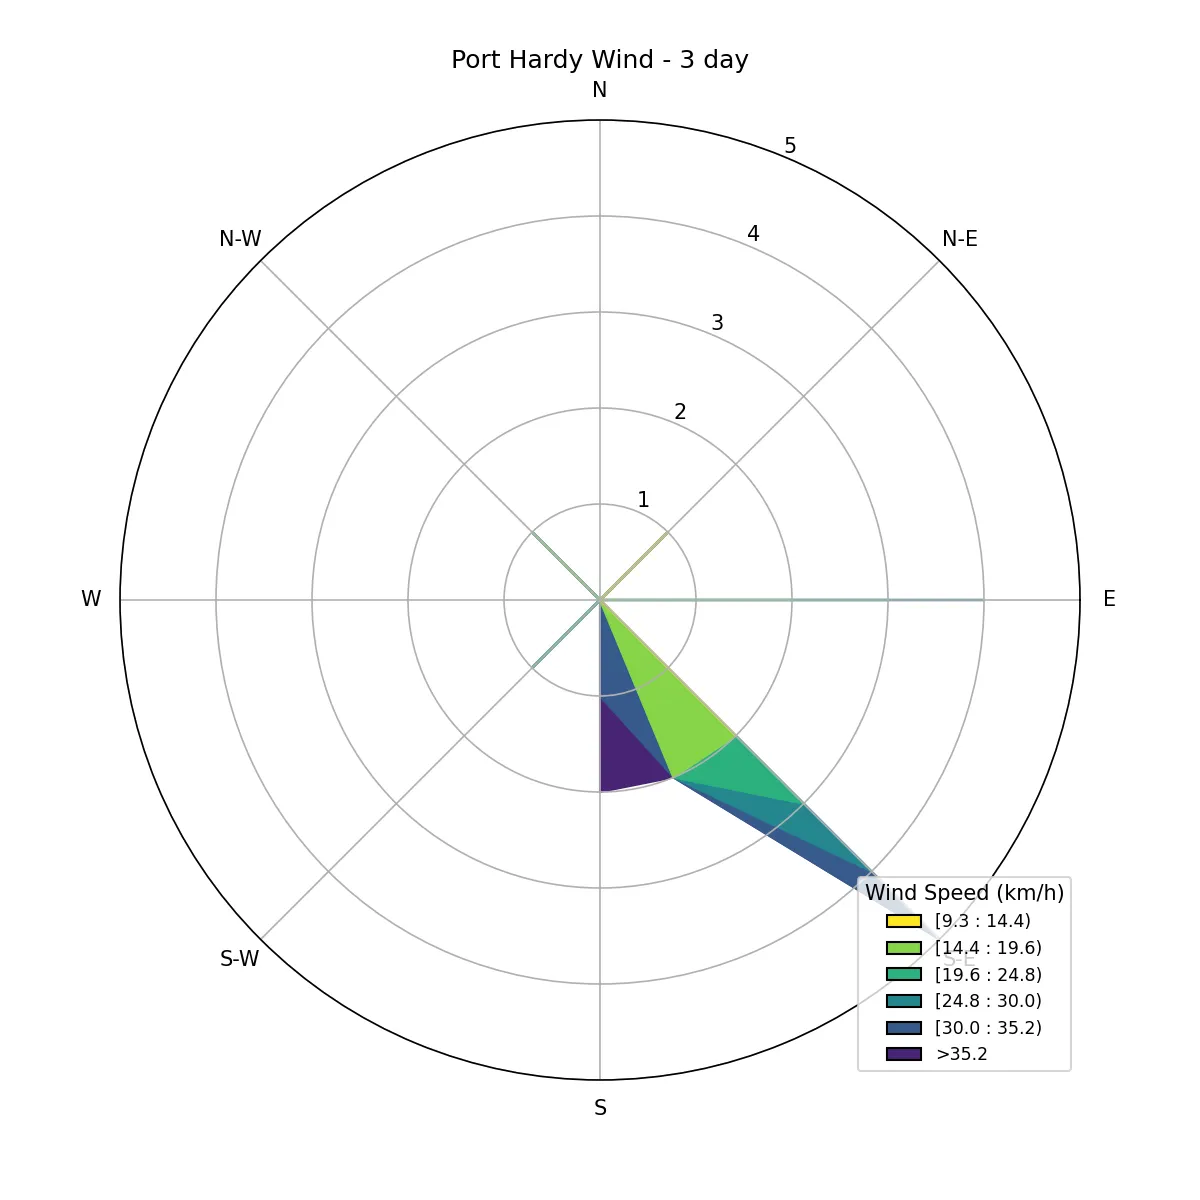 Port Hardy Wind - 3 day
N
5
4
N-W
N-E
3
2
1
W
E
Wind Speed (km/h)
[9.3 : 14.4)
[14.4 : 19.6)
S-W
S-E
[19.6 : 24.8)
[24.8 : 30.0)
[30.0 : 35.2)
>35.2
S